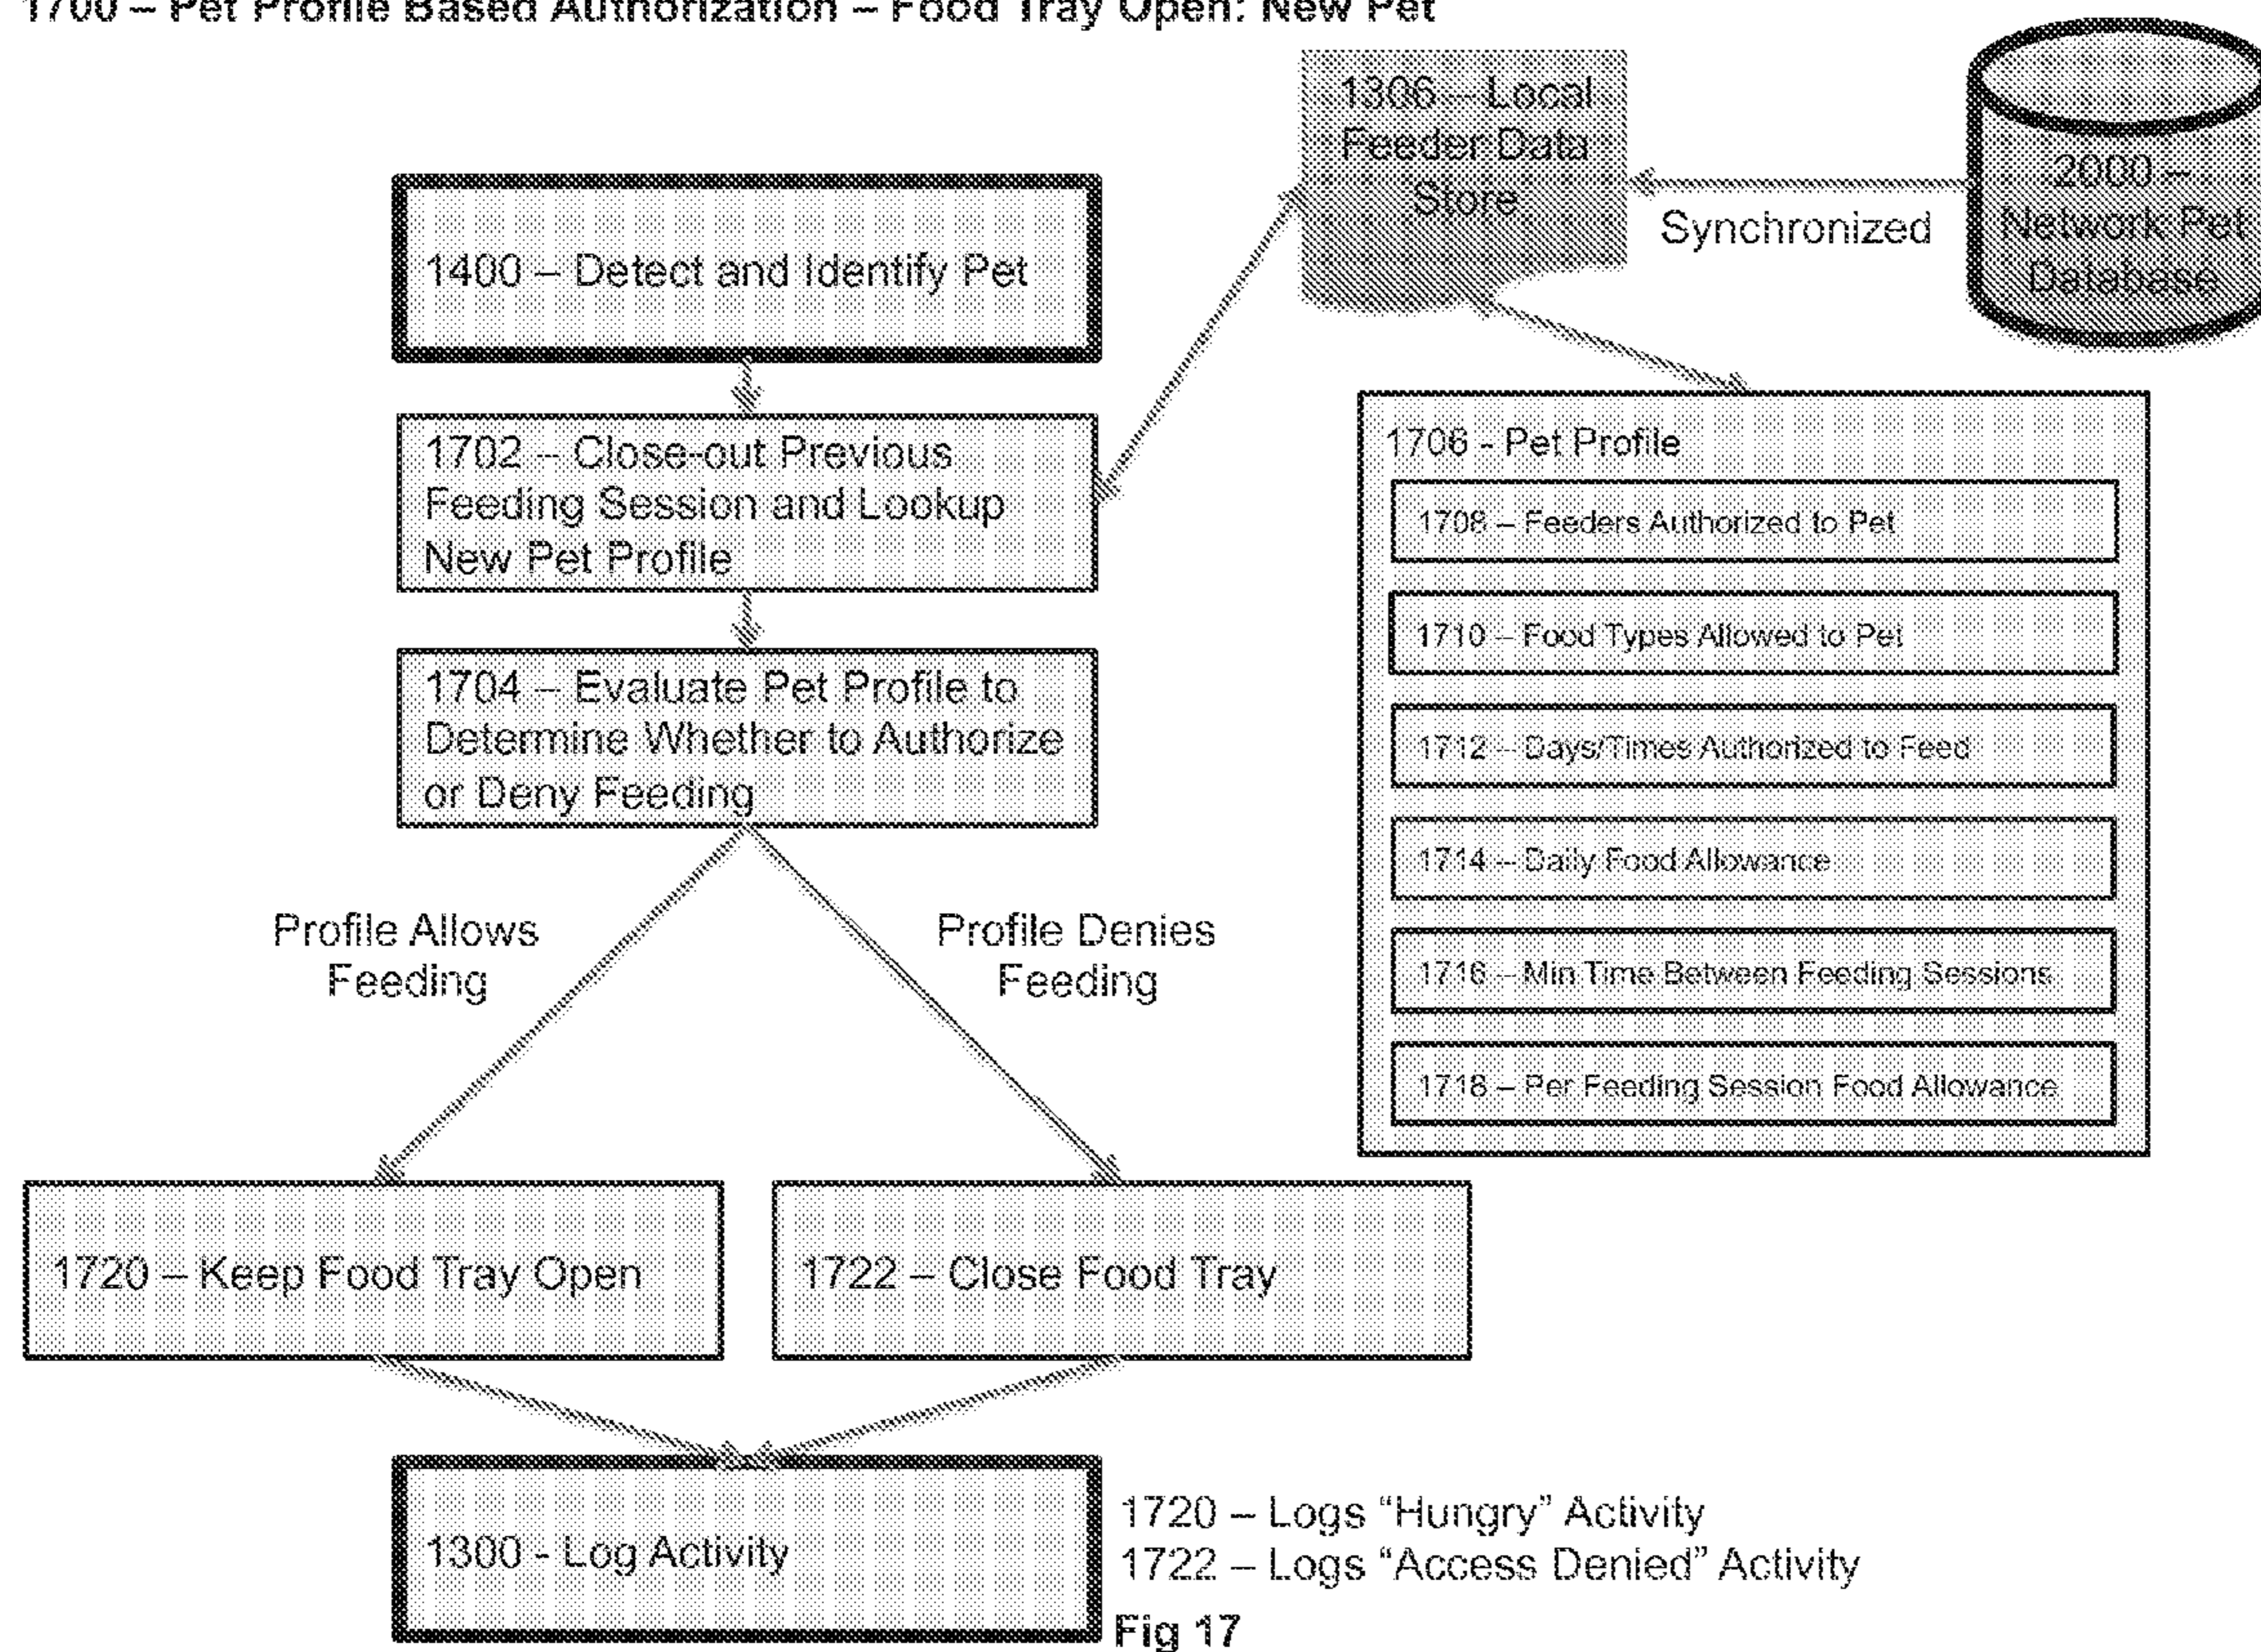 1700 – Pet Profile Based Authorization – Food Tray Open: New Pet
1306 – Local
Feeder Data
Store
2000 –
Network Pet
Database
Synchronized
1400 – Detect and Identify Pet
1702 – Close-out Previous
Feeding Session and Lookup
New Pet Profile
1704 – Evaluate Pet Profile to
Determine Whether to Authorize
or Deny Feeding
1706 - Pet Profile
1708 – Feeders Authorized to Pet
1710 – Food Types Allowed to Pet
1712 – Days/Times Authorized to Feed
1714 – Daily Food Allowance
1716 – Min Time Between Feeding Sessions
1718 – Per Feeding Session Food Allowance
Profile Allows
Feeding
Profile Denies
Feeding
1720 – Keep Food Tray Open
1722 – Close Food Tray
1300 - Log Activity
1720 – Logs “Hungry” Activity
1722 – Logs “Access Denied” Activity
Fig 17